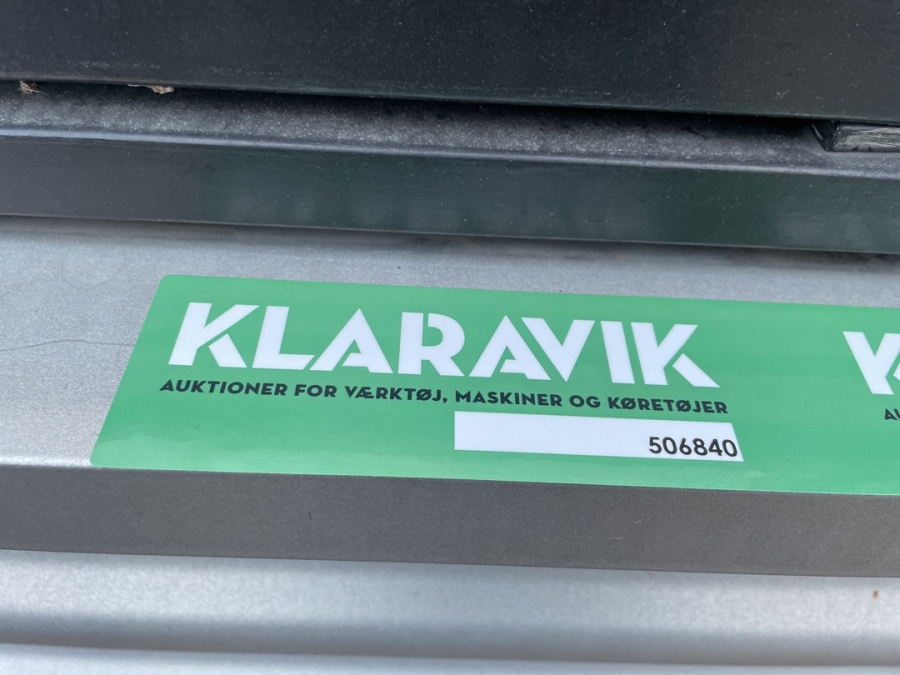 KLARAVIK
AUKTIONER FOR VÆRKTØJ, MASKINER OG KØRETØJER
506840